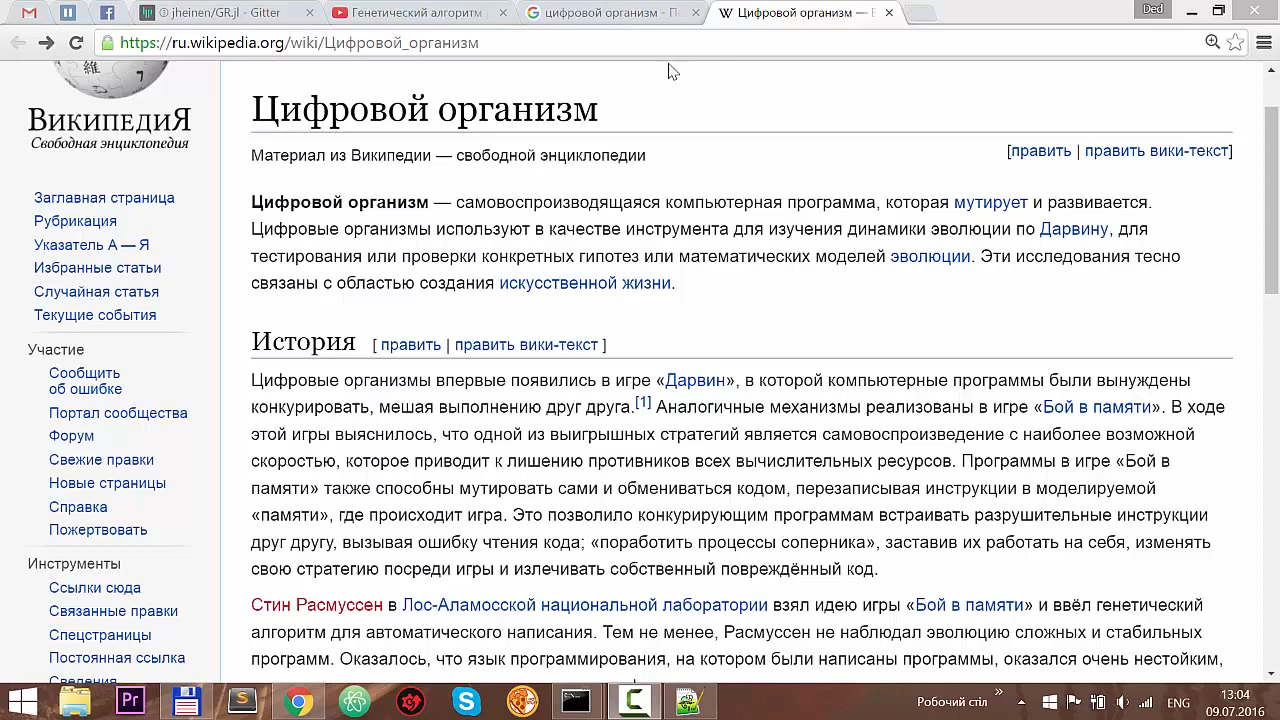 jheinen/GR.jl - Gitter
Генетический алгоритм
цифровой организм - П
Цифровой организм —
Ded
https://ru.wikipedia.org/wiki/Цифровой_организм
維
7
ВИКИПЕДИЯ
Свободная энциклопедия
Заглавная страница
Рубрикация
Указатель А — Я
Избранные статьи
Случайная статья
Текущие события
Участие
Сообщить
об ошибке
Портал сообщества
Форум
Свежие правки
Новые страницы
Справка
Пожертвовать
Инструменты
Ссылки сюда
Связанные правки
Спецстраницы
Постоянная ссылка
Сведения
Цифровой организм
Материал из Википедии — свободной энциклопедии
[править | править вики-текст]
Цифровой организм — самовоспроизводящаяся компьютерная программа, которая мутирует и развивается.
Цифровые организмы используют в качестве инструмента для изучения динамики эволюции по Дарвину, для
тестирования или проверки конкретных гипотез или математических моделей эволюции. Эти исследования тесно
связаны с областью создания искусственной жизни.
История [ править | править вики-текст ]
Цифровые организмы впервые появились в игре «Дарвин», в которой компьютерные программы были вынуждены
конкурировать, мешая выполнению друг друга.[1] Аналогичные механизмы реализованы в игре «Бой в памяти». В ходе
этой игры выяснилось, что одной из выигрышных стратегий является самовоспроизведение с наиболее возможной
скоростью, которое приводит к лишению противников всех вычислительных ресурсов. Программы в игре «Бой в
памяти» также способны мутировать сами и обмениваться кодом, перезаписывая инструкции в моделируемой
«памяти», где происходит игра. Это позволило конкурирующим программам встраивать разрушительные инструкции
друг другу, вызывая ошибку чтения кода; «поработить процессы соперника», заставив их работать на себя, изменять
свою стратегию посреди игры и излечивать собственный повреждённый код.
Стин Расмуссен в Лос-Аламосской национальной лаборатории взял идею игры «Бой в памяти» и ввёл генетический
алгоритм для автоматического написания. Тем не менее, Расмуссен не наблюдал эволюцию сложных и стабильных
программ. Оказалось, что язык программирования, на котором были написаны программы, оказался очень нестойким,
Pr
S
Робочий стіл
»
ENG
13:04
09.07.2016